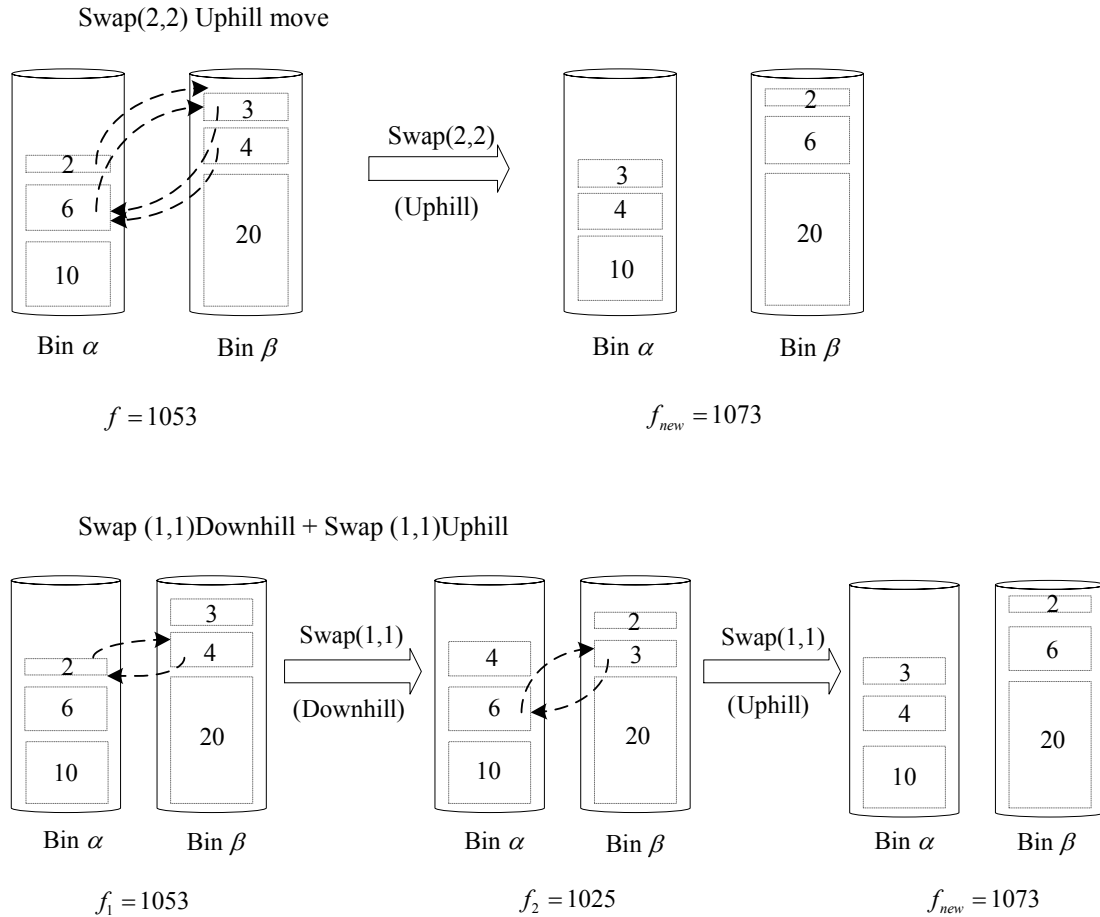 Swap(2,2) Uphill move
2
6
10
3
4
20
Bin α
Bin β
Swap(2,2)
(Uphill)
3
4
10
2
6
20
Bin α
Bin β
f = 1053
f_new = 1073
Swap (1,1)Downhill + Swap (1,1)Uphill
2
6
10
3
4
20
Bin α
Bin β
Swap(1,1)
(Downhill)
4
6
10
2
3
20
Bin α
Bin β
Swap(1,1)
(Uphill)
3
4
10
2
6
20
Bin α
Bin β
f_1 = 1053
f_2 = 1025
f_new = 1073